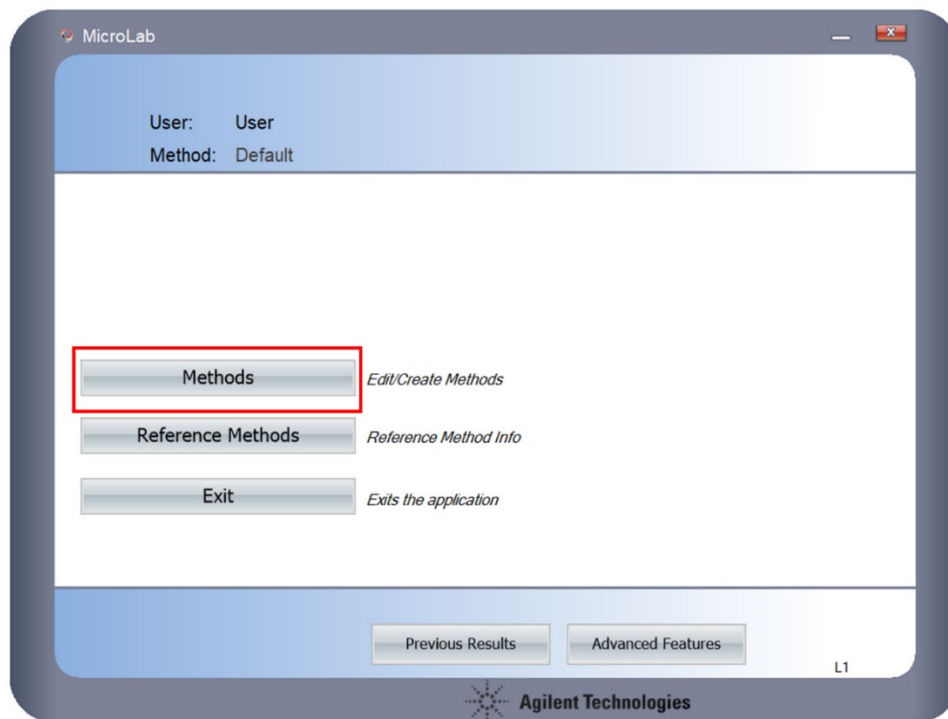 MicroLab
User: User
Method: Default
Methods Edit/Create Methods
Reference Methods Reference Method Info
Exit Exits the application
Previous Results Advanced Features
L1
Agilent Technologies